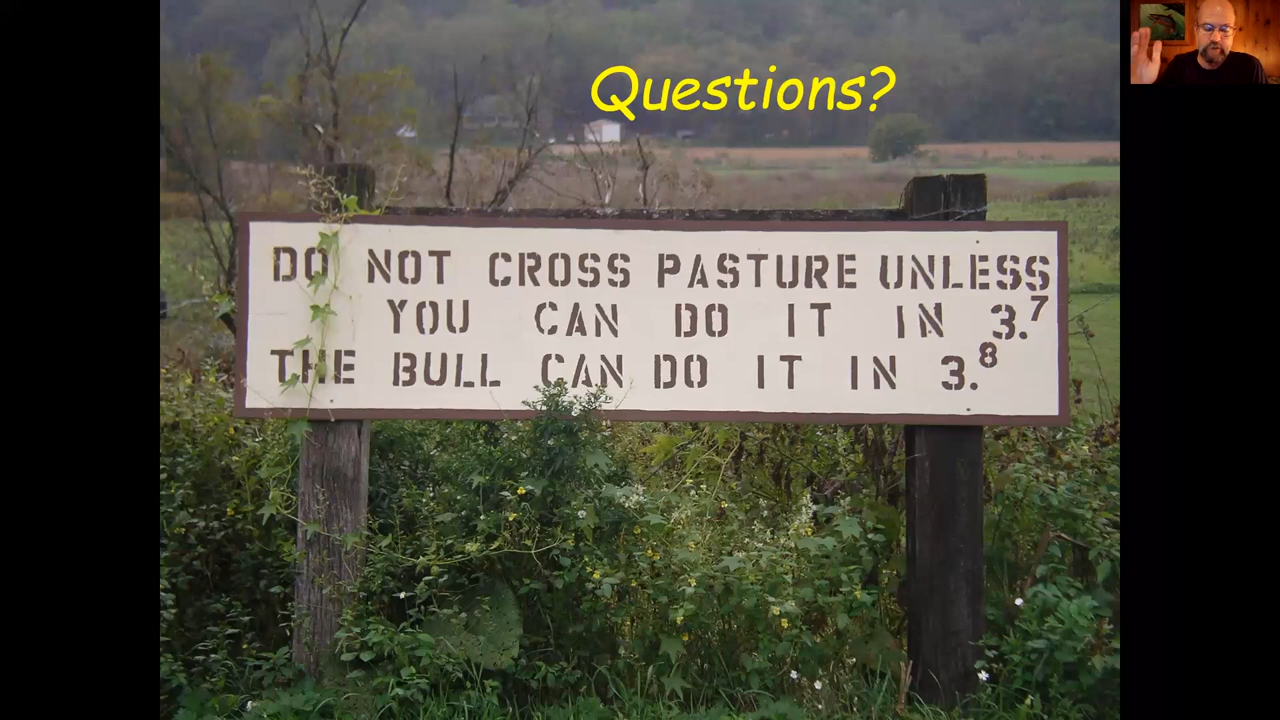 Questions?
DO NOT CROSS PASTURE UNLESS
YOU CAN DO IT IN 3.7
THE BULL CAN DO IT IN 3.8